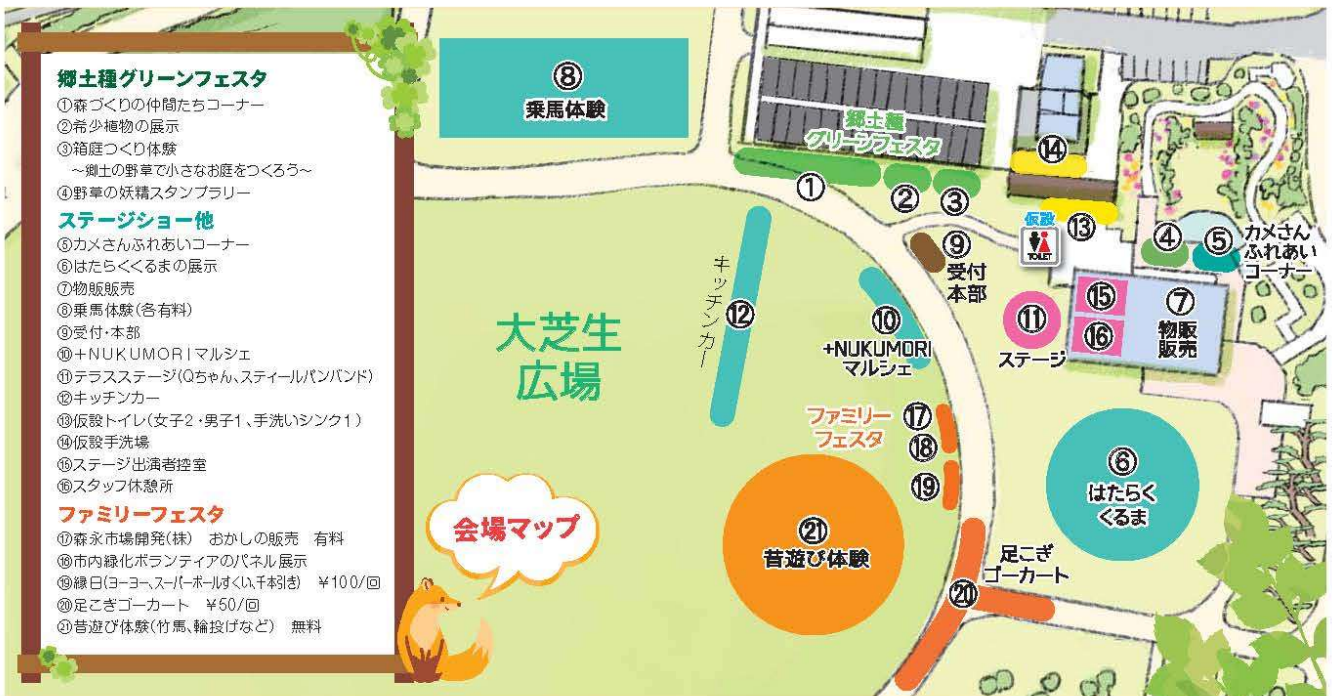 郷土種グリーンフェスタ
①森づくりの仲間たちコーナー
②希少植物の展示
③箱庭つくり体験
～郷土の野草で小さなお庭をつくろう～
④野草の妖精スタンプラリー
ステージショー他
⑤カメさんふれあいコーナー
⑥はたらくくるまの展示
⑦物販販売
⑧乗馬体験(各有料)
⑨受付・本部
⑩+NUKUMORIマルシェ
⑪テラスステージ(Qちゃん、スティールパンバンド)
⑫キッチンカー
⑬仮設トイレ(女子2・男子1、手洗いシンク1)
⑭仮設手洗場
⑮ステージ出演者控室
⑯スタッフ休憩所
ファミリーフェスタ
⑰森永市場開発(株) おかしの販売 有料
⑱市内緑化ボランティアのパネル展示
⑲縁日(ヨーヨー、スーパーボールすくい、千本引き) ¥100/回
⑳足こぎゴーカート ¥50/回
㉑昔遊び体験(竹馬、輪投げなど) 無料
会場マップ
⑧
乗馬体験
郷土種
グリーンフェスタ
①
②
③
⑭
⑬
仮設
TOILET
④
⑤
カメさん
ふれあい
コーナー
⑨
受付
本部
キッチンカー
⑫
大芝生
広場
⑩
+NUKUMORI
マルシェ
⑪
ステージ
⑮
⑯
⑦
物販
販売
ファミリー
フェスタ
⑰
⑱
⑲
⑥
はたらく
くるま
㉑
昔遊び体験
足こぎ
ゴーカート
⑳